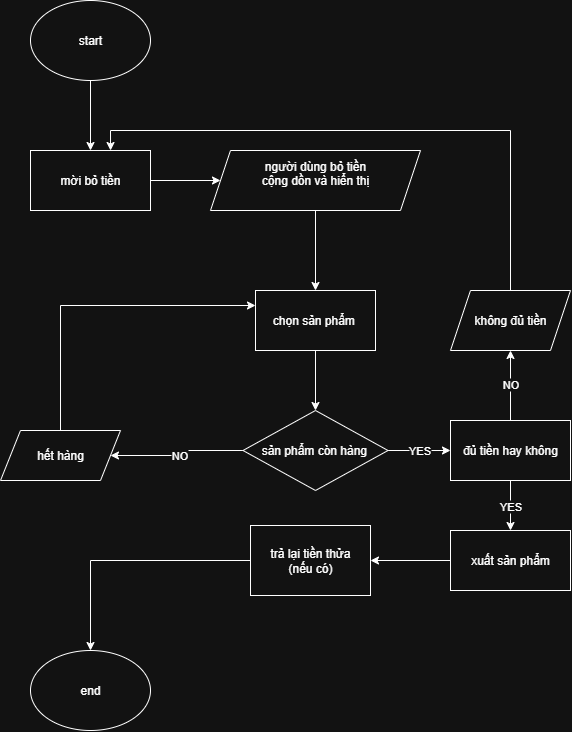 start
mời bỏ tiền
người dùng bỏ tiền
cộng dồn và hiển thị
chọn sản phẩm
không đủ tiền
NO
hết hàng
NO
sản phẩm còn hàng
YES
đủ tiền hay không
YES
trả lại tiền thửa
(nếu có)
xuất sản phẩm
end